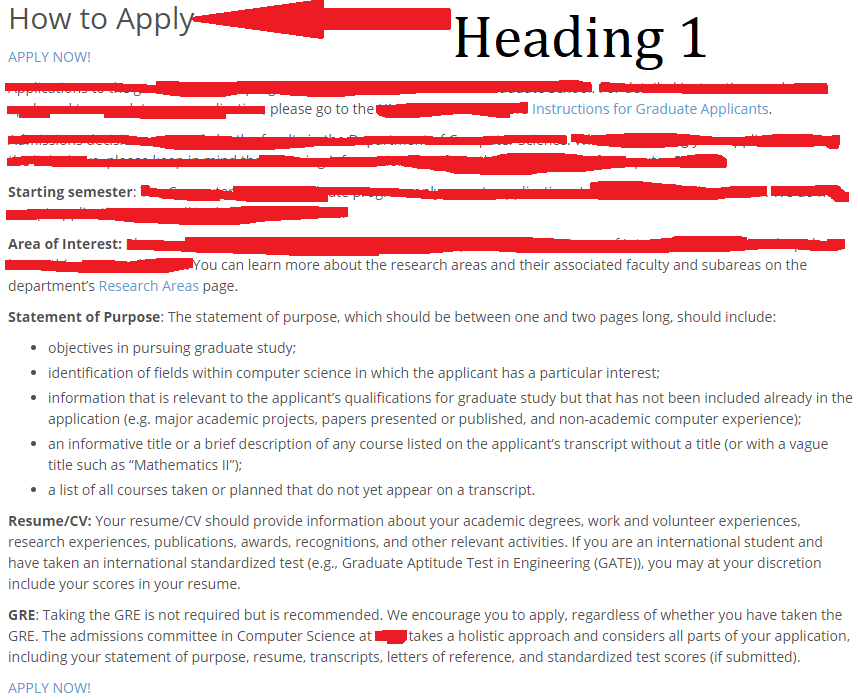 How to Apply
Heading 1
APPLY NOW!
please go to the Instructions for Graduate Applicants.
Starting semester:
Area of Interest:
You can learn more about the research areas and their associated faculty and subareas on the
department's Research Areas page.
Statement of Purpose: The statement of purpose, which should be between one and two pages long, should include:
• objectives in pursuing graduate study;
• identification of fields within computer science in which the applicant has a particular interest;
• information that is relevant to the applicant's qualifications for graduate study but that has not been included already in the
application (e.g. major academic projects, papers presented or published, and non-academic computer experience);
• an informative title or a brief description of any course listed on the applicant's transcript without a title (or with a vague
title such as “Mathematics II”);
• a list of all courses taken or planned that do not yet appear on a transcript.
Resume/CV: Your resume/CV should provide information about your academic degrees, work and volunteer experiences,
research experiences, publications, awards, recognitions, and other relevant activities. If you are an international student and
have taken an international standardized test (e.g., Graduate Aptitude Test in Engineering (GATE)), you may at your discretion
include your scores in your resume.
GRE: Taking the GRE is not required but is recommended. We encourage you to apply, regardless of whether you have taken the
GRE. The admissions committee in Computer Science at takes a holistic approach and considers all parts of your application,
including your statement of purpose, resume, transcripts, letters of reference, and standardized test scores (if submitted).
APPLY NOW!